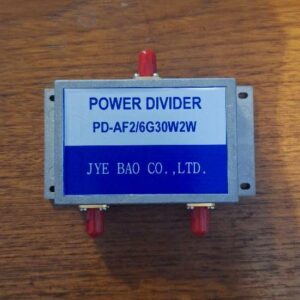 POWER DIVIDER
PD-AF2/6G30W2W
JYE BAO CO.,LTD.